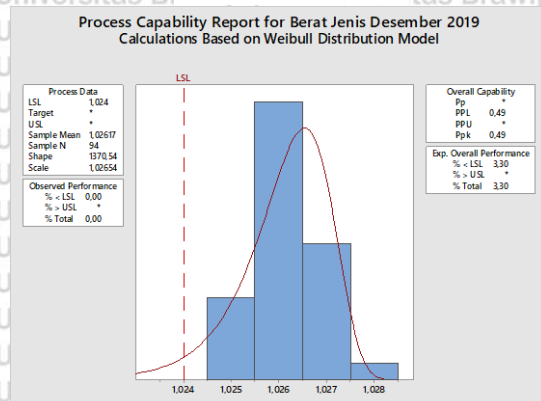 Process Capability Report for Berat Jenis Desember 2019
Calculations Based on Weibull Distribution Model
LSL
Process Data
LSL 1,024
Target *
USL *
Sample Mean 1,02617
Sample N 94
Shape 1370,54
Scale 1,02654
Observed Performance
% < LSL 0,00
% > USL *
% Total 0,00
Overall Capability
Pp *
PPL 0,49
PPU *
Ppk 0,49
Exp. Overall Performance
% < LSL 3,30
% > USL *
% Total 3,30
1,024 1,025 1,026 1,027 1,028